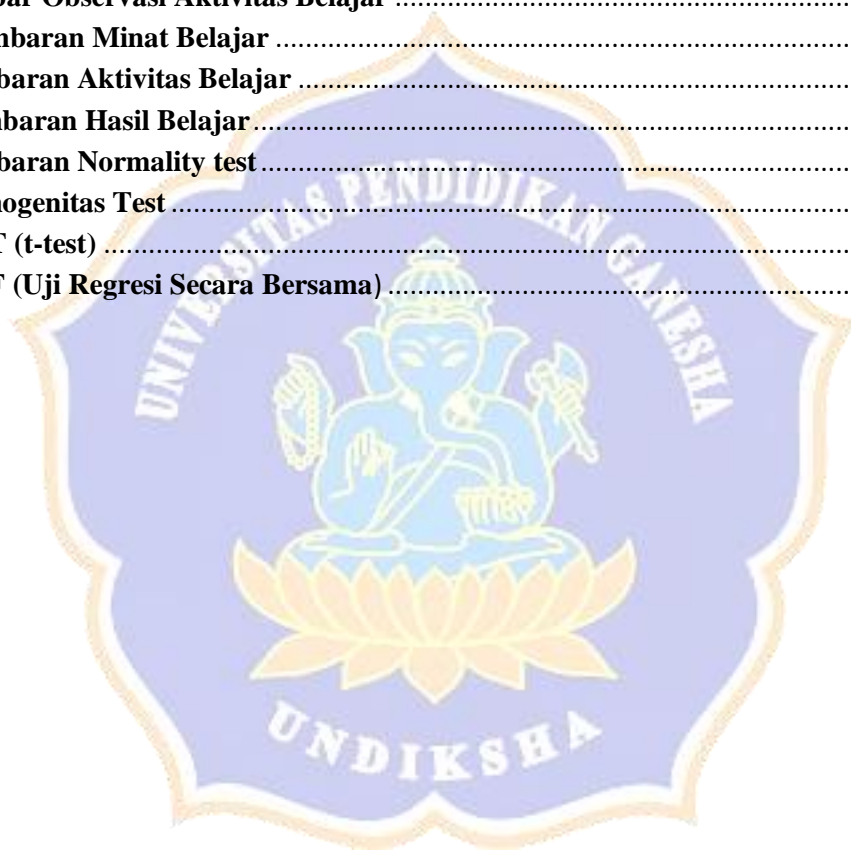 bar Observasi Aktivitas Belajar ........................................................................
nbaran Minat Belajar ........................................................................
baran Aktivitas Belajar ........................................................................
nbaran Hasil Belajar ........................................................................
baran Normality test ........................................................................
nogenitas Test ........................................................................
T (t-test) ........................................................................
F (Uji Regresi Secara Bersama) ........................................................................
UNIVERSITAS PENDIDIKAN GANESHA
UNDIKSHA